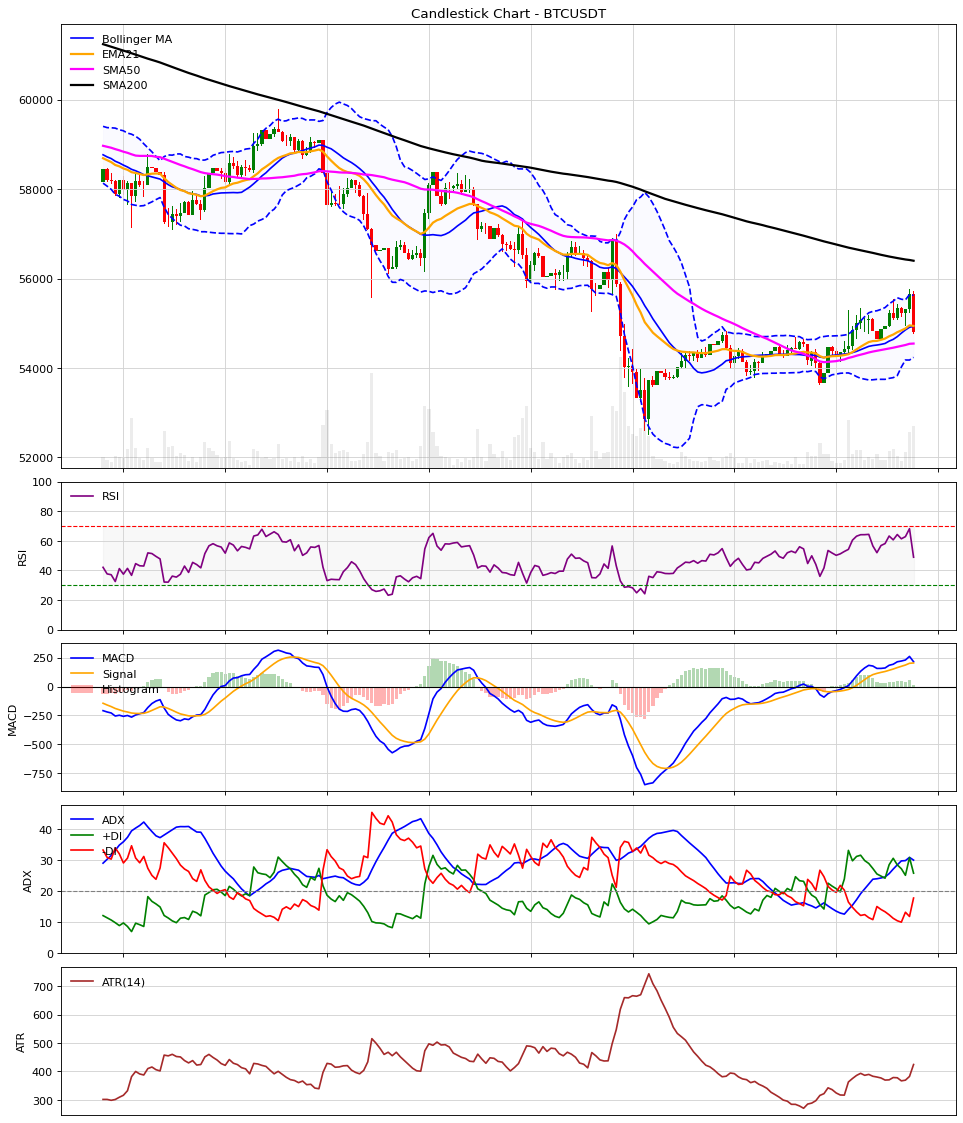 Candlestick Chart - BTCUSDT
Bollinger MA
EMA21
SMA50
SMA200
60000
58000
56000
54000
52000
RSI
100
80
60
40
20
0
RSI
MACD
Signal
Histogram
250
0
−250
−500
−750
MACD
ADX
+DI
-DI
40
30
20
10
0
ADX
ATR(14)
700
600
500
400
300
ATR